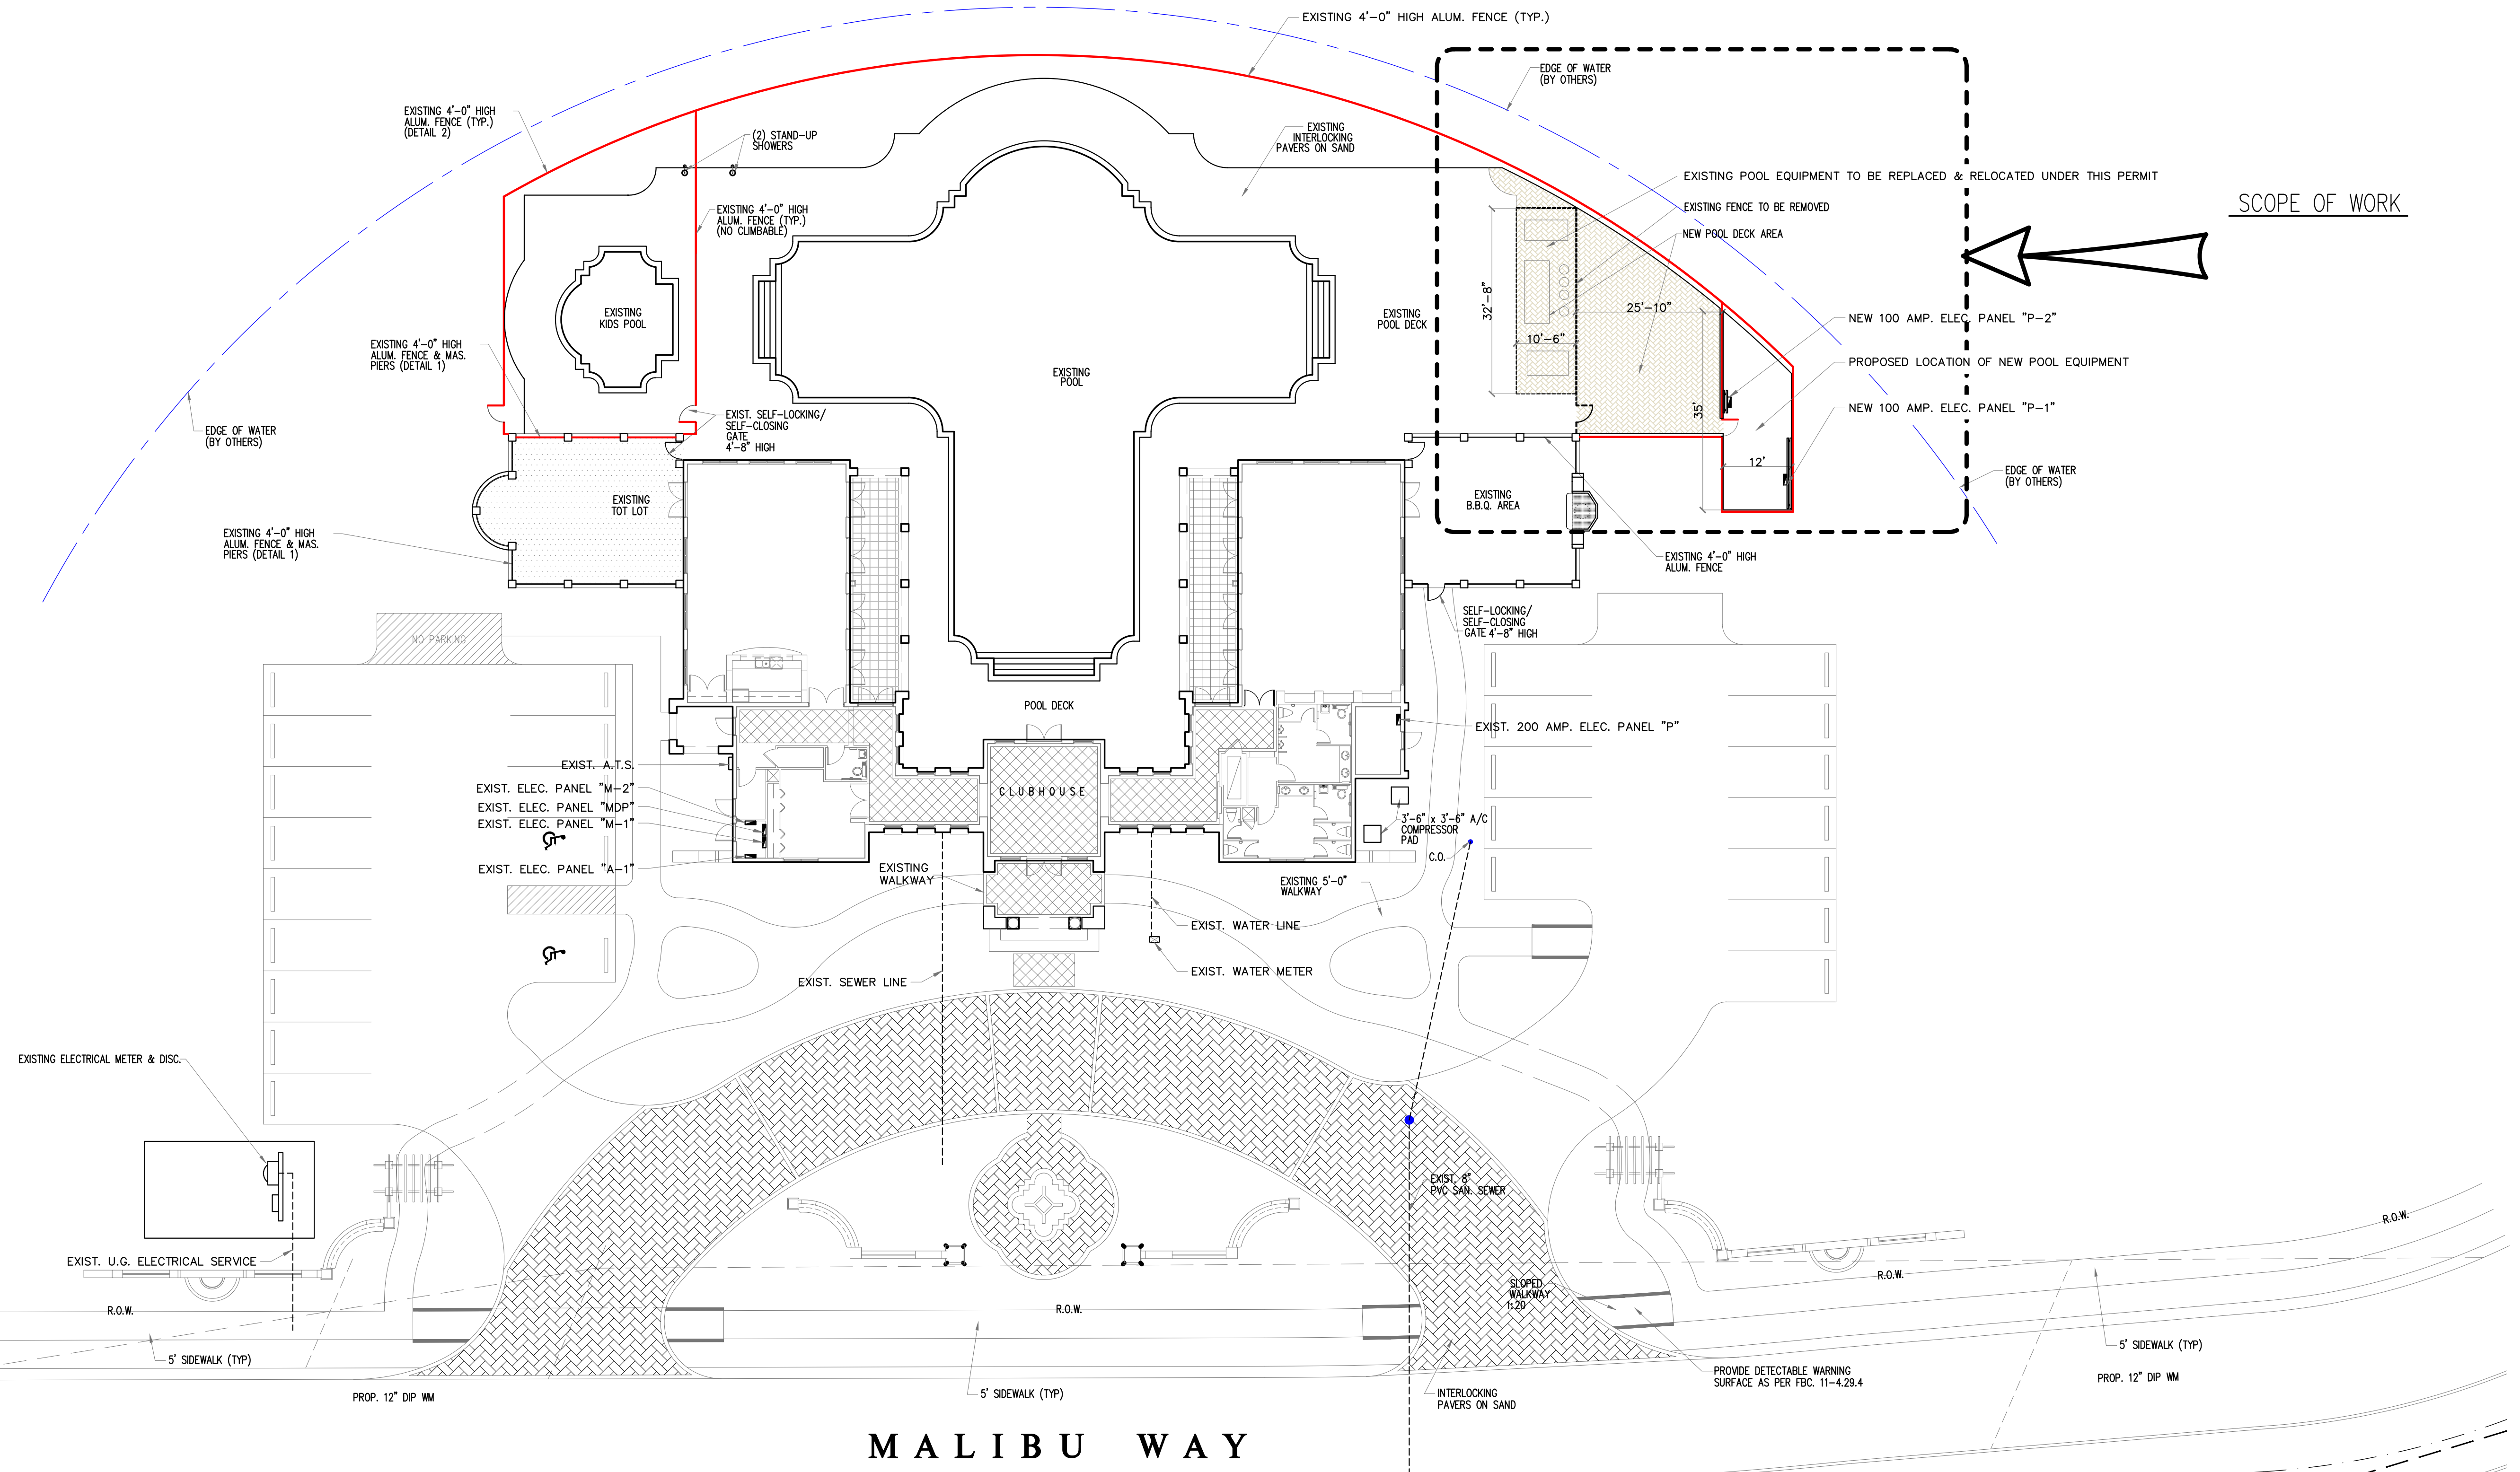 EXISTING 4'-0" HIGH ALUM. FENCE (TYP.)
EDGE OF WATER
(BY OTHERS)
EXISTING 4'-0" HIGH
ALUM. FENCE (TYP.)
(DETAIL 2)
(2) STAND-UP
SHOWERS
EXISTING
INTERLOCKING
PAVERS ON SAND
EXISTING POOL EQUIPMENT TO BE REPLACED & RELOCATED UNDER THIS PERMIT
SCOPE OF WORK
EXISTING FENCE TO BE REMOVED
NEW POOL DECK AREA
EXISTING 4'-0" HIGH
ALUM. FENCE (TYP.)
(NO CLIMBABLE)
EXISTING
KIDS POOL
EXISTING
POOL DECK
32'-8"
25'-10"
10'-6"
35'
12'
NEW 100 AMP. ELEC. PANEL "P-2"
PROPOSED LOCATION OF NEW POOL EQUIPMENT
NEW 100 AMP. ELEC. PANEL "P-1"
EXISTING 4'-0" HIGH
ALUM. FENCE & MAS.
PIERS (DETAIL 1)
EXISTING
POOL
EXIST. SELF-LOCKING/
SELF-CLOSING
GATE
4'-8" HIGH
EDGE OF WATER
(BY OTHERS)
EDGE OF WATER
(BY OTHERS)
EXISTING
TOT LOT
EXISTING
B.B.Q. AREA
EXISTING 4'-0" HIGH
ALUM. FENCE & MAS.
PIERS (DETAIL 1)
EXISTING 4'-0" HIGH
ALUM. FENCE
SELF-LOCKING/
SELF-CLOSING
GATE 4'-8" HIGH
NO PARKING
POOL DECK
EXIST. 200 AMP. ELEC. PANEL "P"
EXIST. A.T.S.
EXIST. ELEC. PANEL "M-2"
EXIST. ELEC. PANEL "MDP"
EXIST. ELEC. PANEL "M-1"
EXIST. ELEC. PANEL "A-1"
CLUBHOUSE
3'-6" x 3'-6" A/C
COMPRESSOR
PAD
C.O.
EXISTING
WALKWAY
EXISTING 5'-0"
WALKWAY
EXIST. WATER LINE
EXIST. WATER METER
EXIST. SEWER LINE
EXISTING ELECTRICAL METER & DISC.
EXIST. 8"
PVC SAN. SEWER
EXIST. U.G. ELECTRICAL SERVICE
R.O.W.
R.O.W.
R.O.W.
R.O.W.
SLOPED
WALKWAY
1:20
5' SIDEWALK (TYP)
5' SIDEWALK (TYP)
5' SIDEWALK (TYP)
PROP. 12" DIP WM
PROP. 12" DIP WM
INTERLOCKING
PAVERS ON SAND
PROVIDE DETECTABLE WARNING
SURFACE AS PER FBC. 11-4.29.4
MALIBU WAY